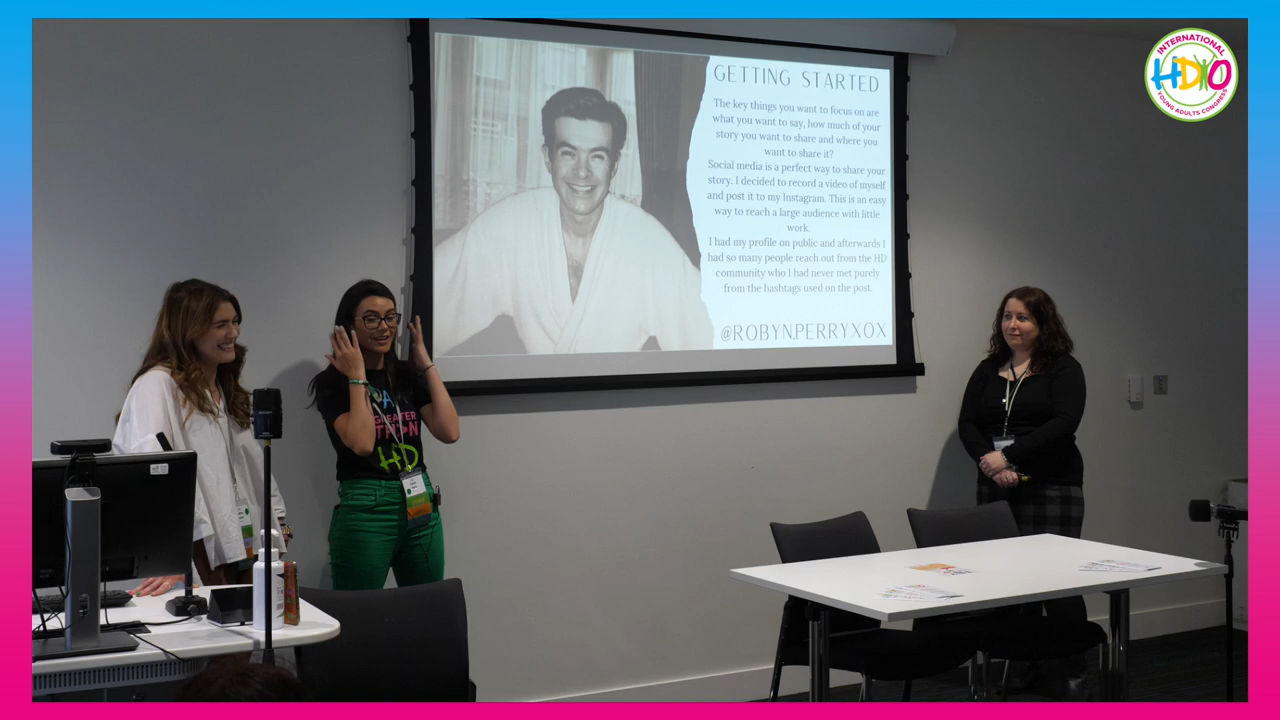 GETTING STARTED
The key things you want to focus on are
what you want to say, how much of your
story you want to share and where you
want to share it?
Social media is a perfect way to share your
story. I decided to record a video of myself
and post it to my Instagram. This is an easy
way to reach a large audience with little
work.
I had my profile on public and afterwards I
had so many people reach out from the HD
community who I had never met purely
from the hashtags used on the post.
@ROBYN.PERRYXOX
INTERNATIONAL
HDYO
YOUNG ADULTS CONGRESS
GREATER
HD